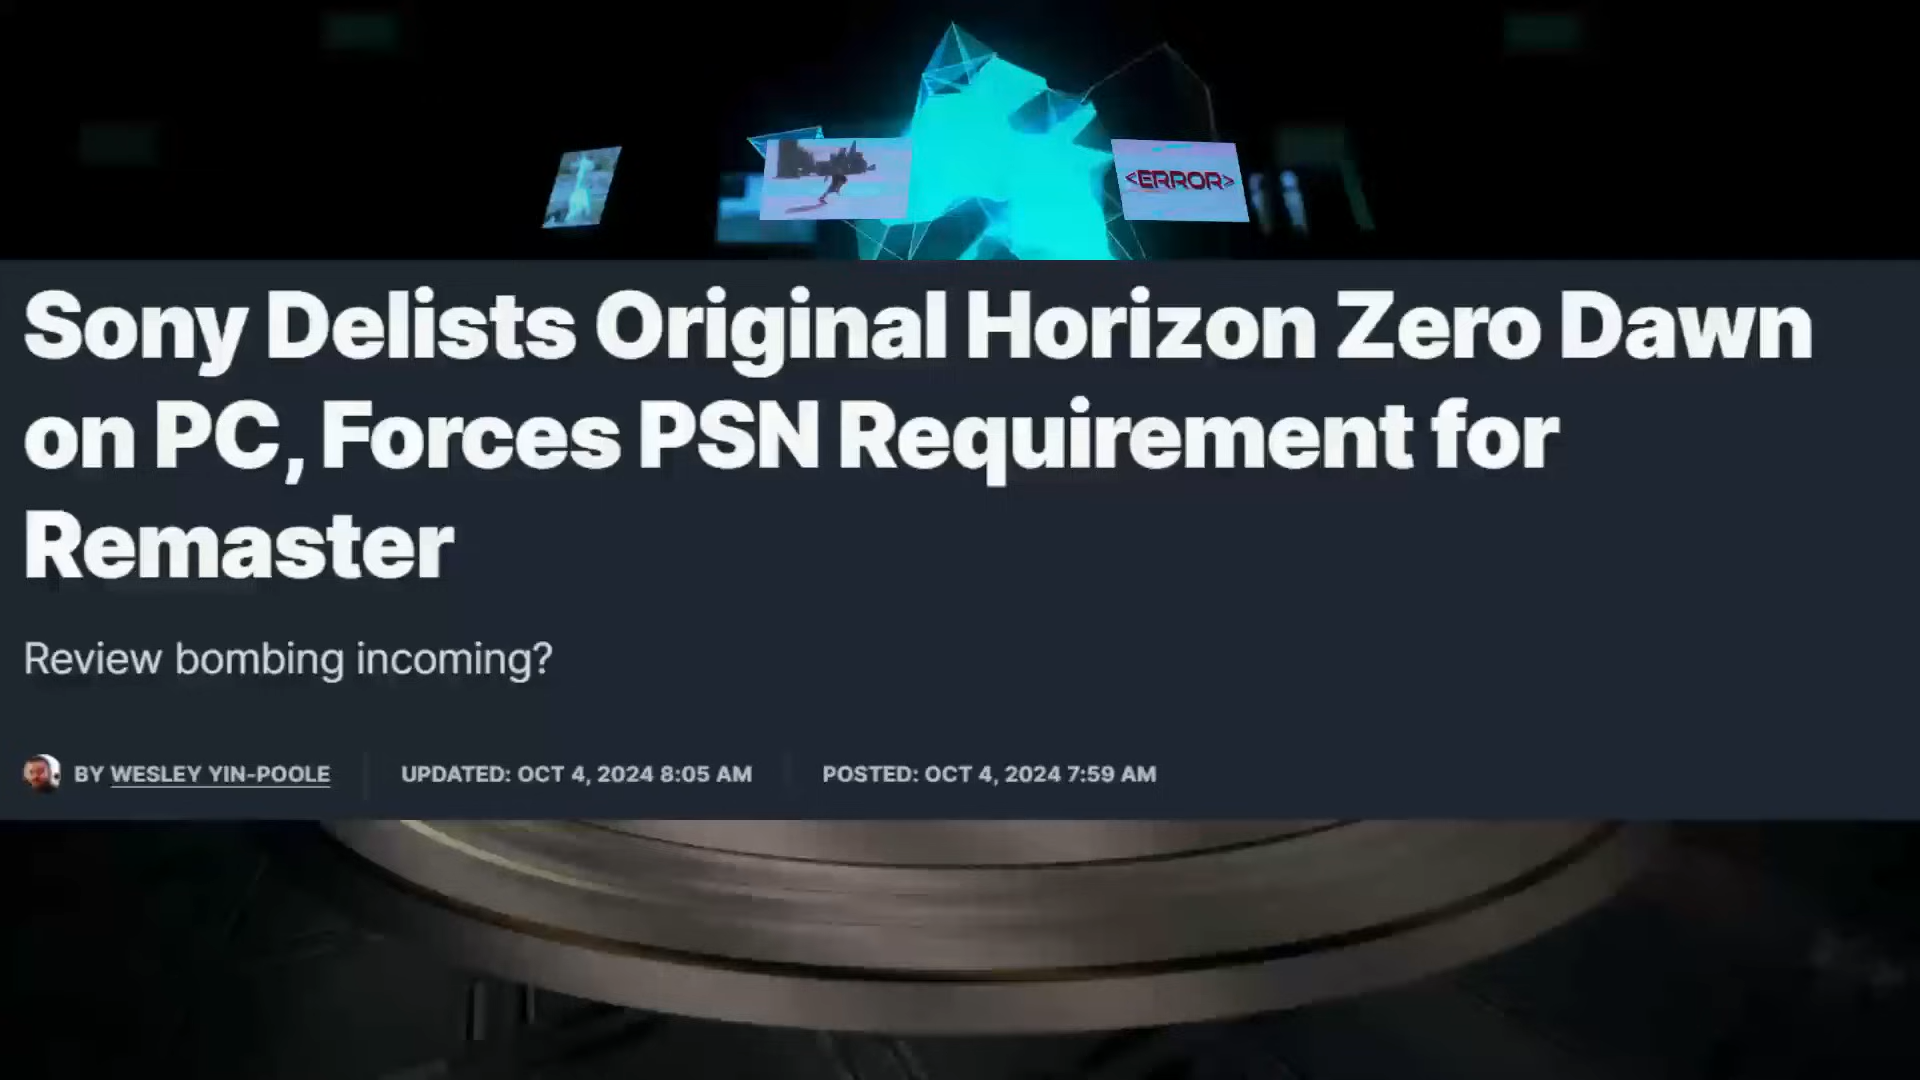 <ERROR>
Sony Delists Original Horizon Zero Dawn
on PC, Forces PSN Requirement for
Remaster
Review bombing incoming?
BY WESLEY YIN-POOLE UPDATED: OCT 4, 2024 8:05 AM POSTED: OCT 4, 2024 7:59 AM